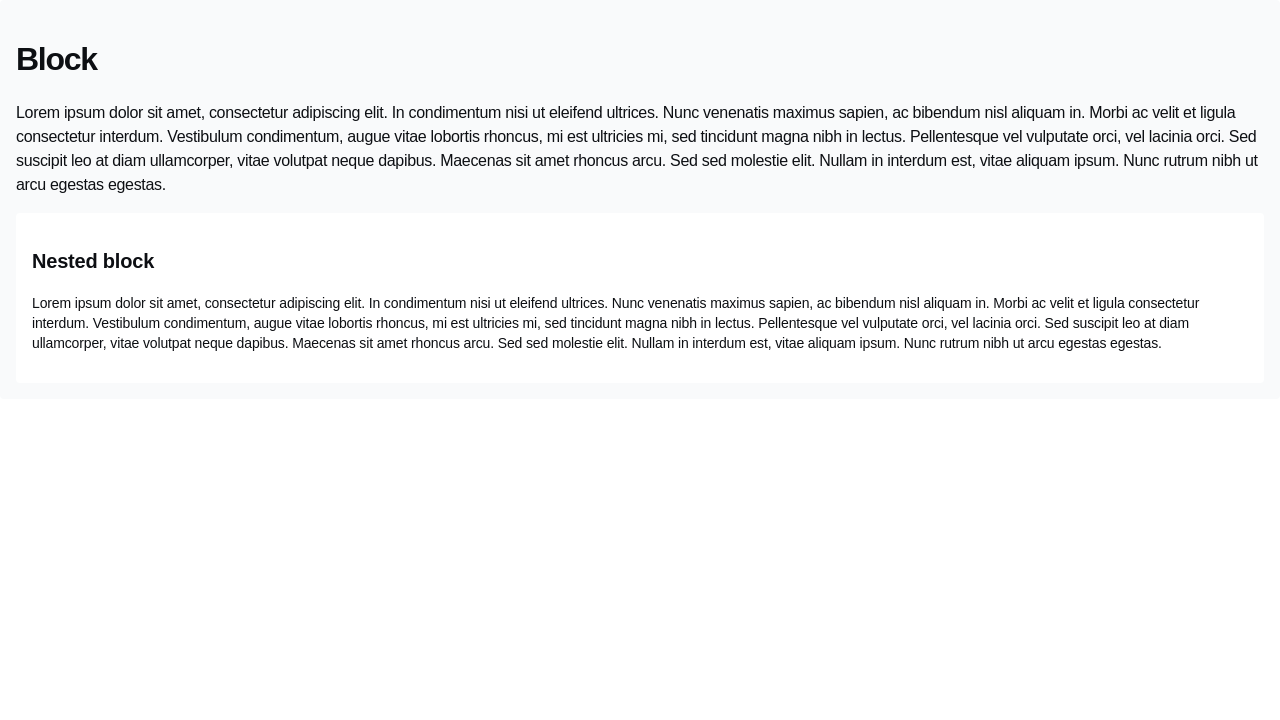 Block
Lorem ipsum dolor sit amet, consectetur adipiscing elit. In condimentum nisi ut eleifend ultrices. Nunc venenatis maximus sapien, ac bibendum nisl aliquam in. Morbi ac velit et ligula
consectetur interdum. Vestibulum condimentum, augue vitae lobortis rhoncus, mi est ultricies mi, sed tincidunt magna nibh in lectus. Pellentesque vel vulputate orci, vel lacinia orci. Sed
suscipit leo at diam ullamcorper, vitae volutpat neque dapibus. Maecenas sit amet rhoncus arcu. Sed sed molestie elit. Nullam in interdum est, vitae aliquam ipsum. Nunc rutrum nibh ut
arcu egestas egestas.
Nested block
Lorem ipsum dolor sit amet, consectetur adipiscing elit. In condimentum nisi ut eleifend ultrices. Nunc venenatis maximus sapien, ac bibendum nisl aliquam in. Morbi ac velit et ligula consectetur
interdum. Vestibulum condimentum, augue vitae lobortis rhoncus, mi est ultricies mi, sed tincidunt magna nibh in lectus. Pellentesque vel vulputate orci, vel lacinia orci. Sed suscipit leo at diam
ullamcorper, vitae volutpat neque dapibus. Maecenas sit amet rhoncus arcu. Sed sed molestie elit. Nullam in interdum est, vitae aliquam ipsum. Nunc rutrum nibh ut arcu egestas egestas.